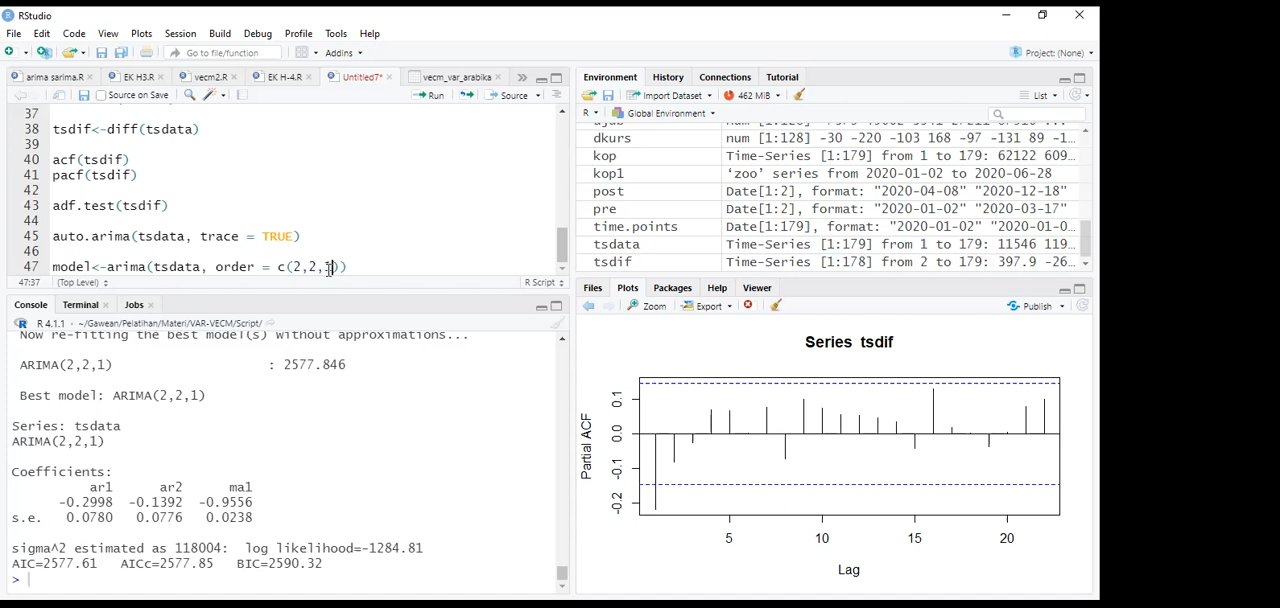 RStudio
File Edit Code View Plots Session Build Debug Profile Tools Help
Go to file/function Addins Project: (None)
arima sarima.R EK H3.R vecm2.R EK H-4.R Untitled7* vecm_var_arabika
Source on Save Run Source
37
38 tsdif<-diff(tsdata)
39
40 acf(tsdif)
41 pacf(tsdif)
42
43 adf.test(tsdif)
44
45 auto.arima(tsdata, trace = TRUE)
46
47 model<-arima(tsdata, order = c(2,2,1))
47:37 (Top Level) R Script
Console Terminal Jobs
R 4.1.1 · ~/Gawean/Pelatihan/Materi/VAR-VECM/Script/
Now re-fitting the best model(s) without approximations...
ARIMA(2,2,1) : 2577.846
Best model: ARIMA(2,2,1)
Series: tsdata
ARIMA(2,2,1)
Coefficients:
ar1 ar2 ma1
-0.2998 -0.1392 -0.9556
s.e. 0.0780 0.0776 0.0238
sigma^2 estimated as 118004: log likelihood=-1284.81
AIC=2577.61 AICc=2577.85 BIC=2590.32
>
Environment History Connections Tutorial
Import Dataset 462 MiB List
R Global Environment
dkurs num [1:128] -30 -220 -103 168 -97 -131 89 -1…
kop Time-Series [1:179] from 1 to 179: 62122 609…
kop1 ‘zoo’ series from 2020-01-02 to 2020-06-28
post Date[1:2], format: "2020-04-08" "2020-12-18"
pre Date[1:2], format: "2020-01-02" "2020-03-17"
time.points Date[1:179], format: "2020-01-02" "2020-01-0…
tsdata Time-Series [1:179] from 1 to 179: 11546 119…
tsdif Time-Series [1:178] from 2 to 179: 397.9 -26…
Files Plots Packages Help Viewer
Zoom Export Publish
Series tsdif
Partial ACF
0.1
0.0
-0.1
-0.2
5 10 15 20
Lag